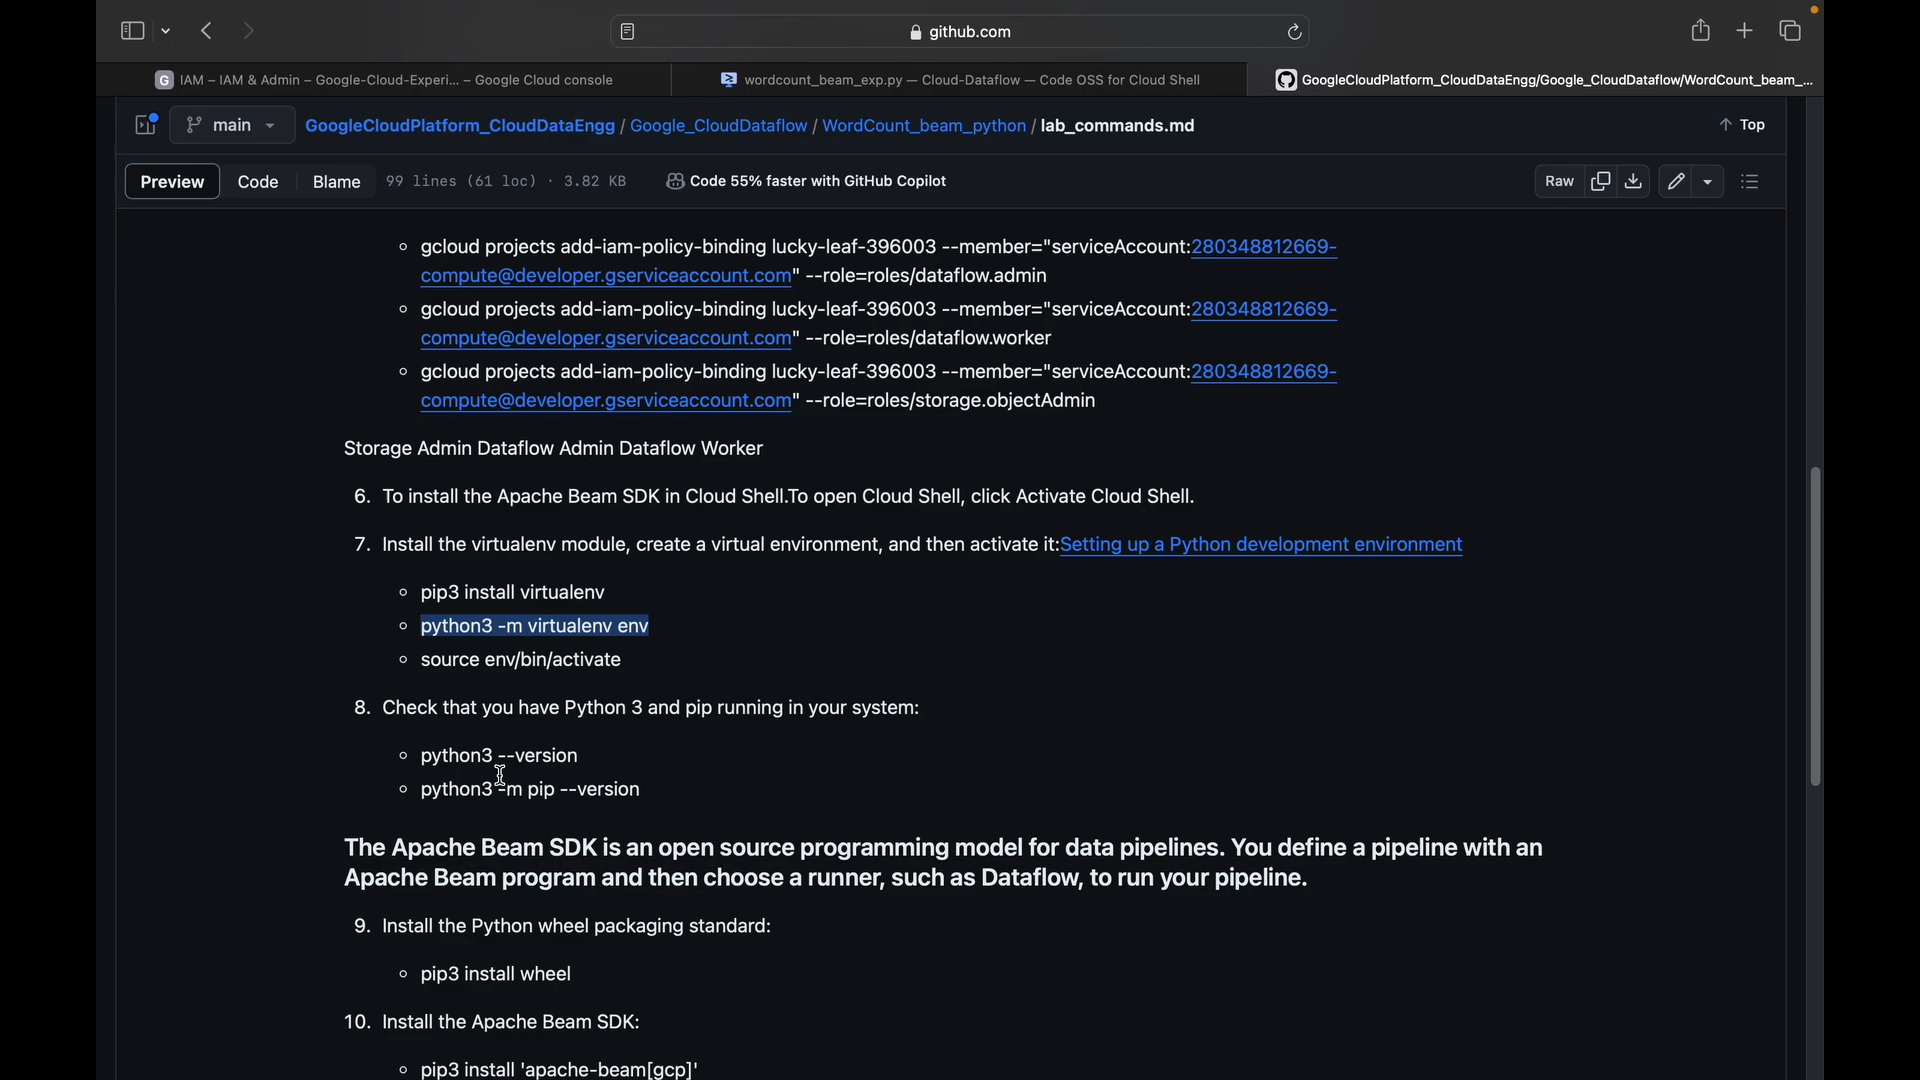 github.com
IAM – IAM & Admin – Google-Cloud-Experi... – Google Cloud console
wordcount_beam_exp.py — Cloud-Dataflow — Code OSS for Cloud Shell
GoogleCloudPlatform_CloudDataEngg/Google_CloudDataflow/WordCount_beam_...
main
GoogleCloudPlatform_CloudDataEngg / Google_CloudDataflow / WordCount_beam_python / lab_commands.md
Top
Preview Code Blame 99 lines (61 loc) · 3.82 KB Code 55% faster with GitHub Copilot Raw
gcloud projects add-iam-policy-binding lucky-leaf-396003 --member="serviceAccount:280348812669-
compute@developer.gserviceaccount.com" --role=roles/dataflow.admin
gcloud projects add-iam-policy-binding lucky-leaf-396003 --member="serviceAccount:280348812669-
compute@developer.gserviceaccount.com" --role=roles/dataflow.worker
gcloud projects add-iam-policy-binding lucky-leaf-396003 --member="serviceAccount:280348812669-
compute@developer.gserviceaccount.com" --role=roles/storage.objectAdmin
Storage Admin Dataflow Admin Dataflow Worker
6. To install the Apache Beam SDK in Cloud Shell.To open Cloud Shell, click Activate Cloud Shell.
7. Install the virtualenv module, create a virtual environment, and then activate it:Setting up a Python development environment
pip3 install virtualenv
python3 -m virtualenv env
source env/bin/activate
8. Check that you have Python 3 and pip running in your system:
python3 --version
python3 -m pip --version
The Apache Beam SDK is an open source programming model for data pipelines. You define a pipeline with an
Apache Beam program and then choose a runner, such as Dataflow, to run your pipeline.
9. Install the Python wheel packaging standard:
pip3 install wheel
10. Install the Apache Beam SDK:
pip3 install 'apache-beam[gcp]'